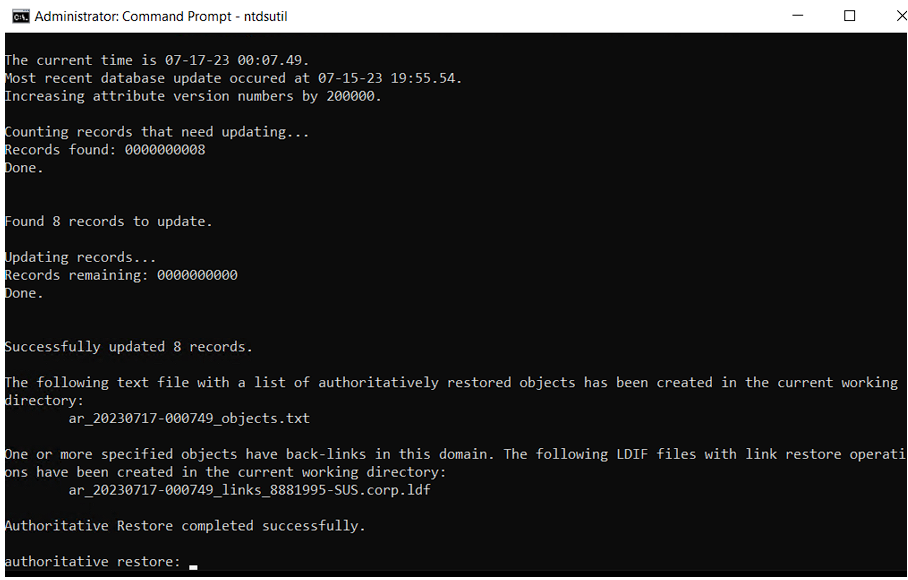 Administrator: Command Prompt - ntdsutil
The current time is 07-17-23 00:07.49.
Most recent database update occured at 07-15-23 19:55.54.
Increasing attribute version numbers by 200000.
Counting records that need updating...
Records found: 0000000008
Done.
Found 8 records to update.
Updating records...
Records remaining: 0000000000
Done.
Successfully updated 8 records.
The following text file with a list of authoritatively restored objects has been created in the current working
directory:
ar_20230717-000749_objects.txt
One or more specified objects have back-links in this domain. The following LDIF files with link restore operati
ons have been created in the current working directory:
ar_20230717-000749_links_8881995-SUS.corp.ldf
Authoritative Restore completed successfully.
authoritative restore: